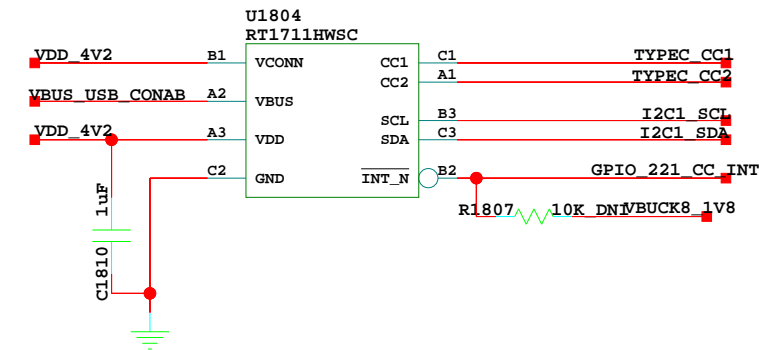 U1804
RT1711HWSC
VDD_4V2 B1 VCONN CC1 C1 TYPEC_CC1
CC2 A1 TYPEC_CC2
VBUS_USB_CONAB A2 VBUS
SCL B3 I2C1_SCL
VDD_4V2 A3 VDD SDA C3 I2C1_SDA
C2 GND INT_N B2 GPIO_221_CC_INT
1uF
C1810
R1807 10K_DNI VBUCK8_1V8